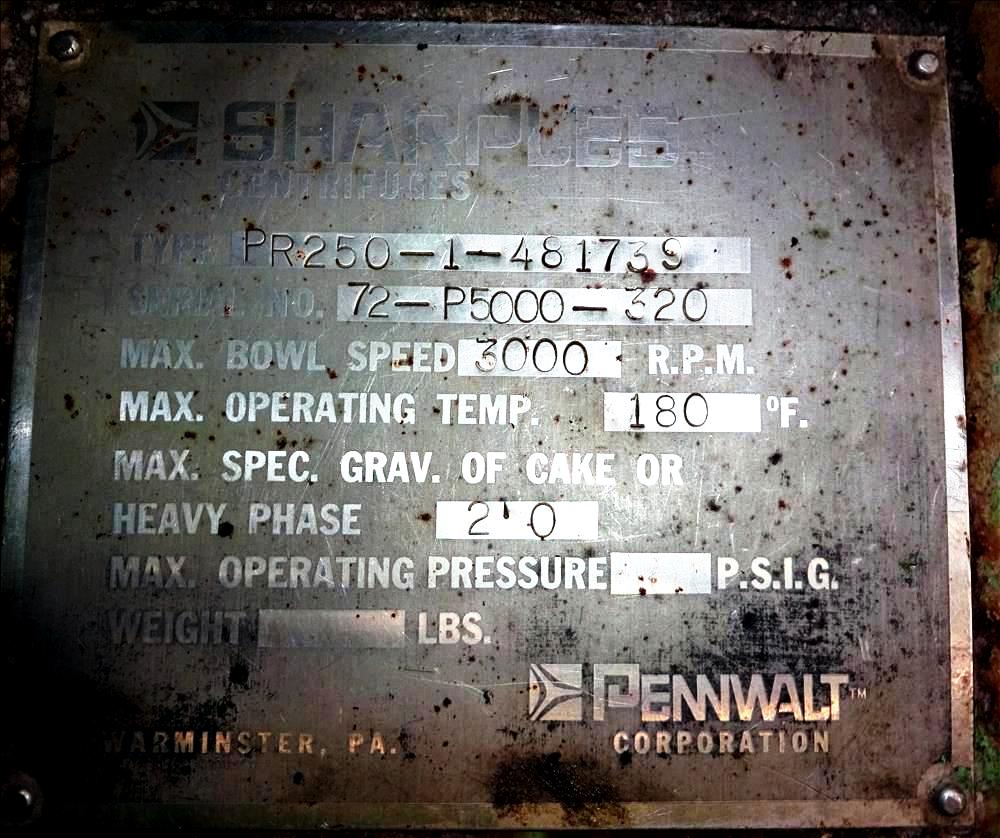 SHARPLES
CENTRIFUGES
TYPE PR250-1-481739
SERIAL NO. 72-P5000-320
MAX. BOWL SPEED 3000 R.P.M.
MAX. OPERATING TEMP. 180 °F.
MAX. SPEC. GRAV. OF CAKE OR
HEAVY PHASE 2'0
MAX. OPERATING PRESSURE P.S.I.G.
WEIGHT LBS.
PENNWALT™
WARMINSTER, PA. CORPORATION